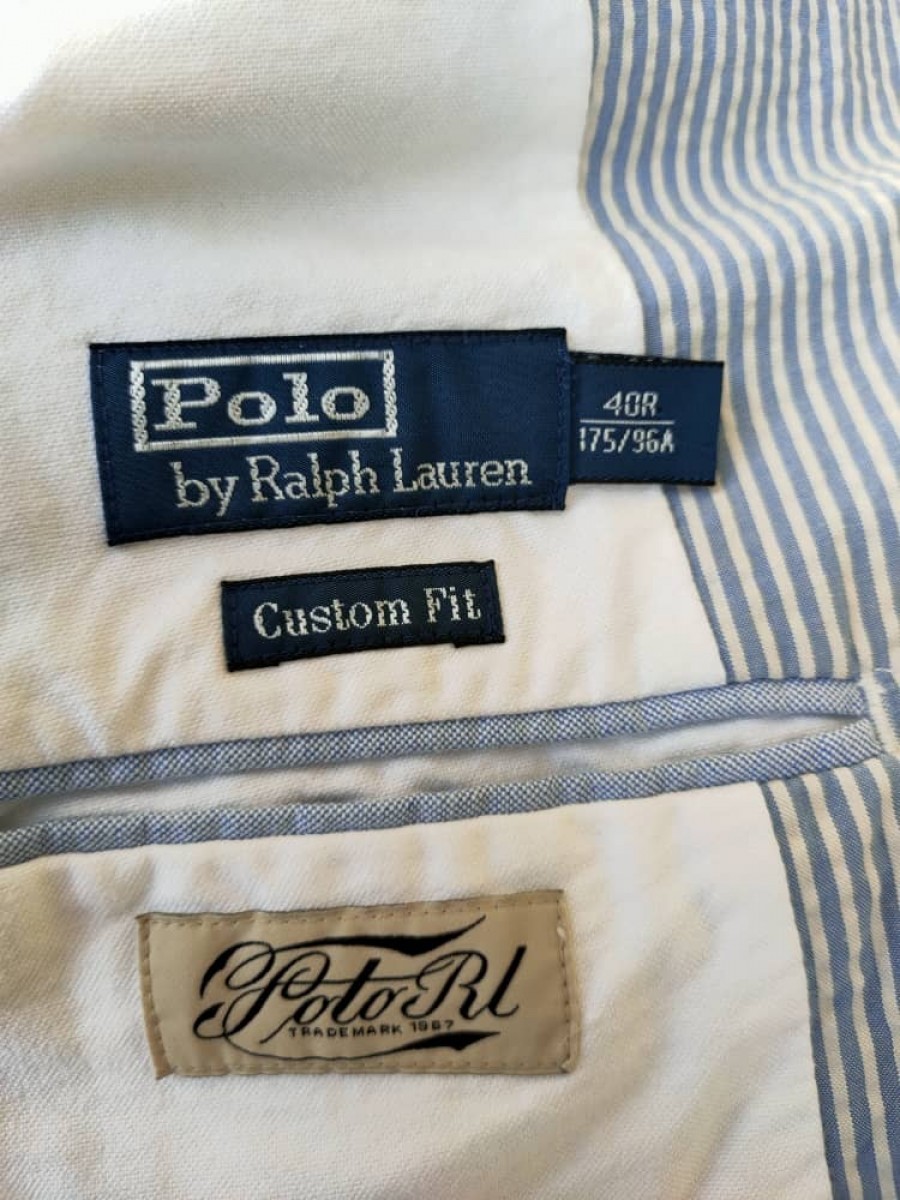 Polo
by Ralph Lauren
40R
175/96A
Custom Fit
Polo Rl
TRADEMARK 1967